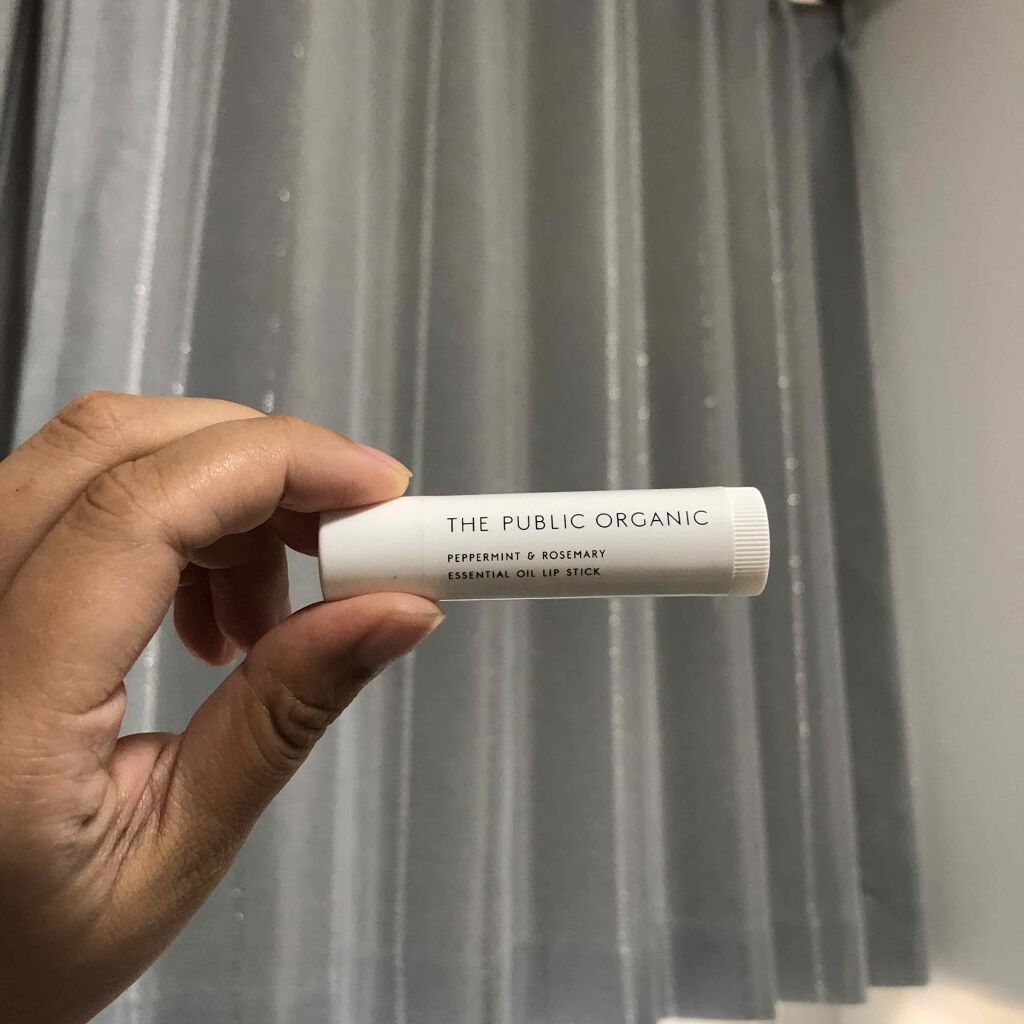 THE PUBLIC ORGANIC
PEPPERMINT & ROSEMARY
ESSENTIAL OIL LIP STICK